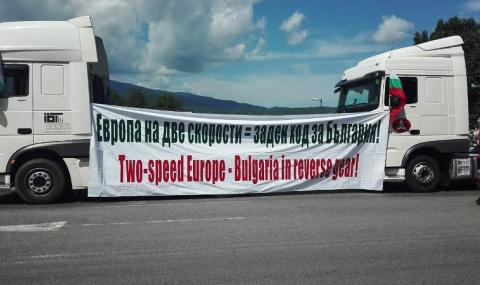 Европа на две скорости = заден ход за България!
Two-speed Europe - Bulgaria in reverse gear!